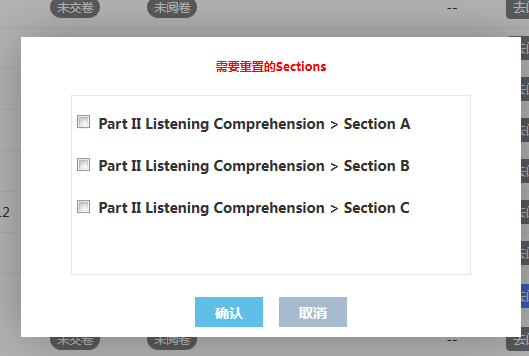 未交卷 未阅卷 -- 去
需要重置的Sections
Part II Listening Comprehension > Section A
Part II Listening Comprehension > Section B
Part II Listening Comprehension > Section C
确认 取消
未交卷 未阅卷 -- 去